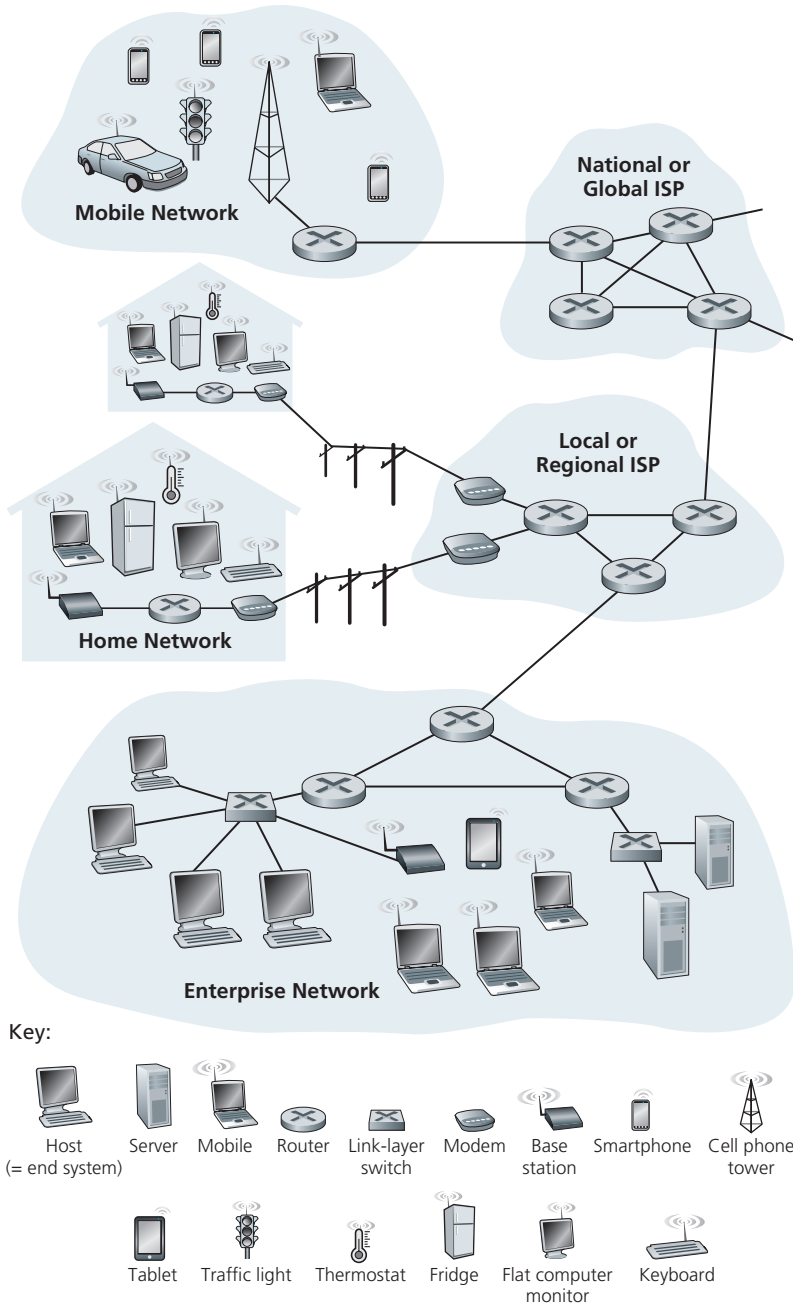 Mobile Network
National or
Global ISP
Local or
Regional ISP
Home Network
Enterprise Network
Key:
Host
(= end system)
Server
Mobile
Router
Link-layer
switch
Modem
Base
station
Smartphone
Cell phone
tower
Tablet
Traffic light
Thermostat
Fridge
Flat computer
monitor
Keyboard